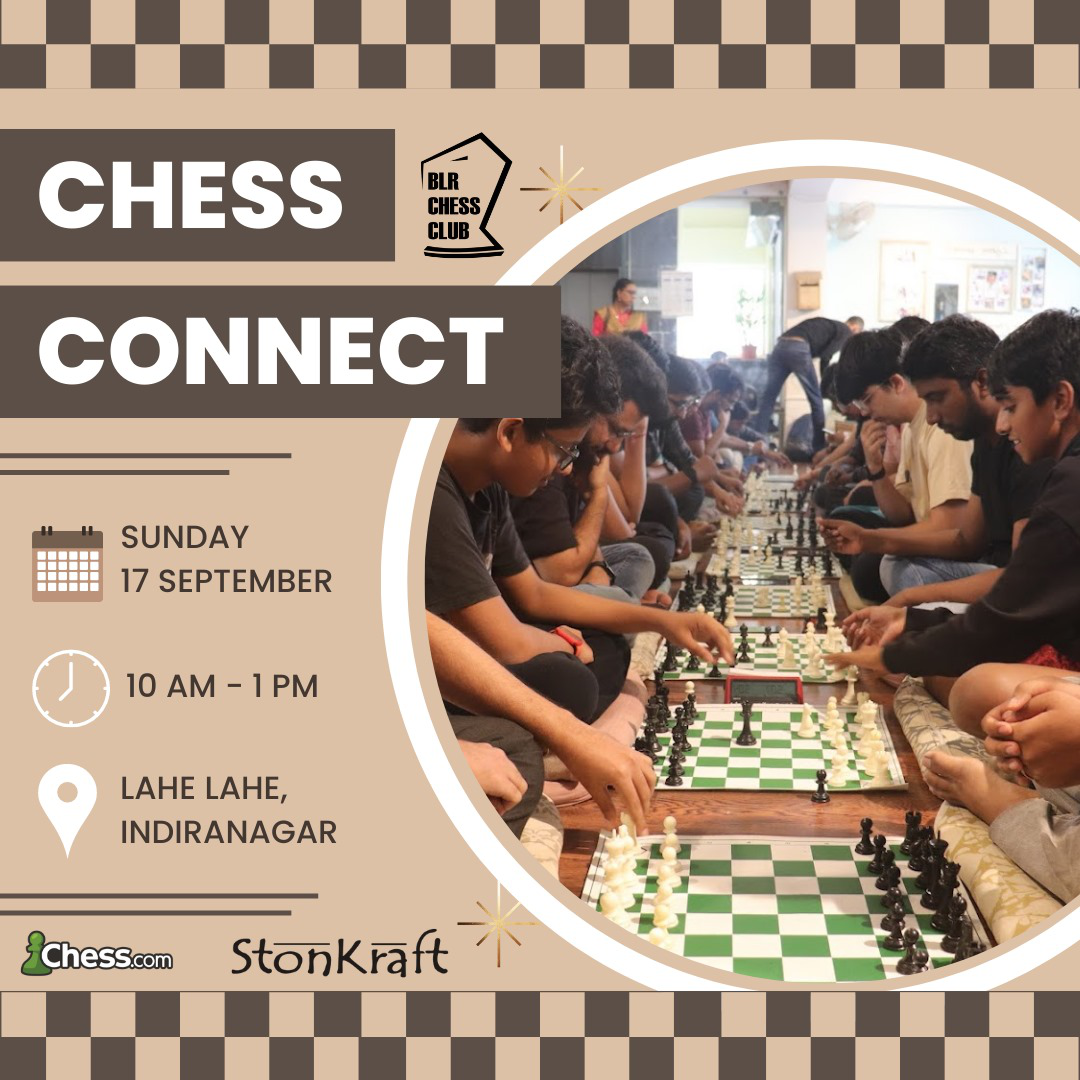 CHESS
BLR
CHESS
CLUB
CONNECT
SUNDAY
17 SEPTEMBER
10 AM - 1 PM
LAHE LAHE,
INDIRANAGAR
Chess.com
StonKraft